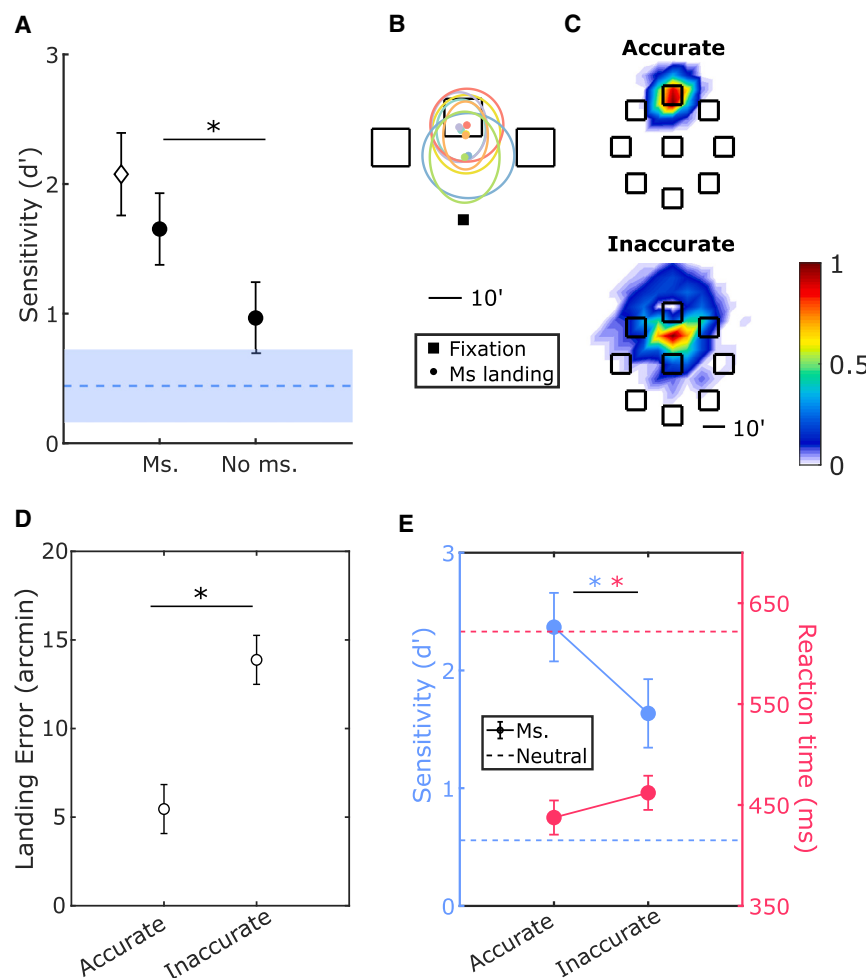 A
3
2
1
0
Sensitivity (d')
*
Ms.
No ms.
B
10'
Fixation
Ms landing
C
Accurate
Inaccurate
10'
1
0.5
0
D
20
15
10
5
0
Landing Error (arcmin)
*
Accurate
Inaccurate
E
3
2
1
0
Sensitivity (d')
* *
Ms.
Neutral
650
550
450
350
Reaction time (ms)
Accurate
Inaccurate